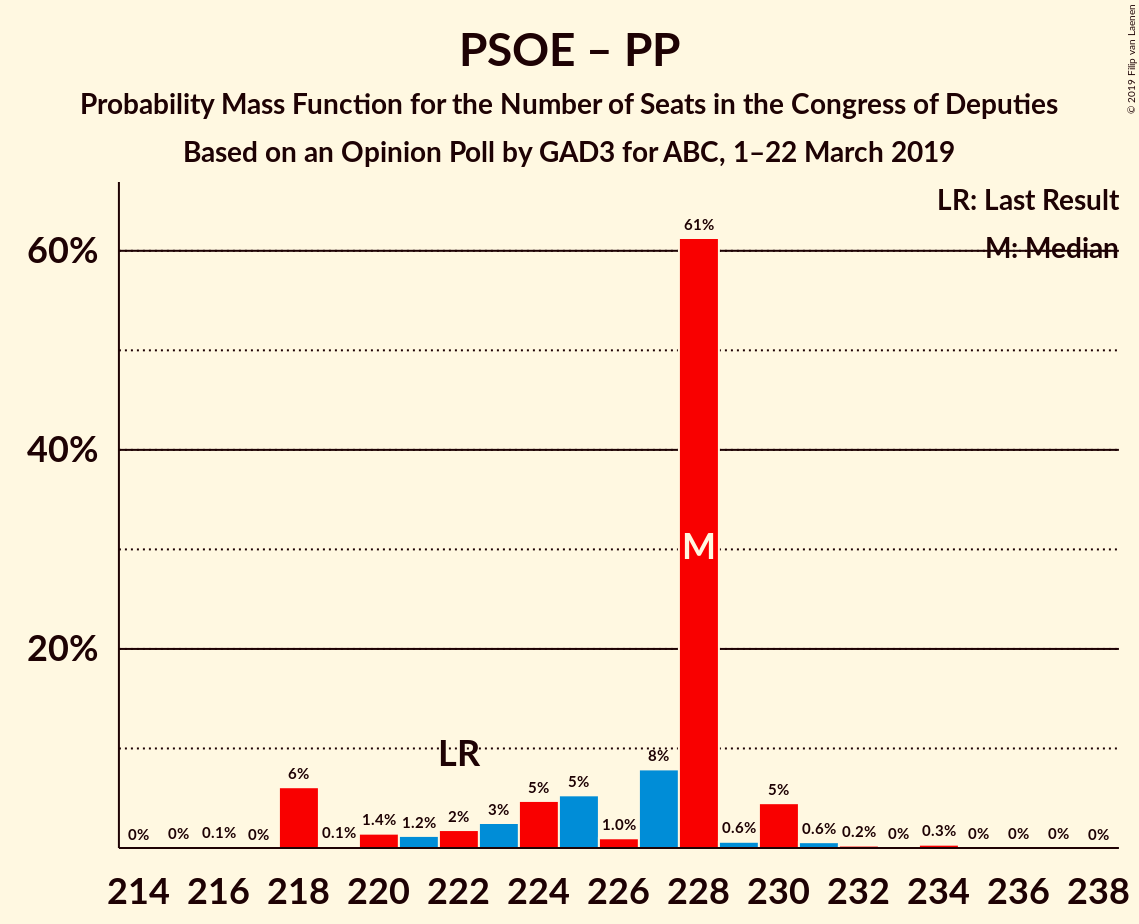 PSOE – PP
Probability Mass Function for the Number of Seats in the Congress of Deputies
Based on an Opinion Poll by GAD3 for ABC, 1–22 March 2019
© 2019 Filip van Laenen
LR: Last Result
M: Median
60%
40%
20%
0% 0% 0.1% 0% 6% 0.1% 1.4% 1.2% 2% 3% 5% 5% 1.0% 8% 61% 0.6% 5% 0.6% 0.2% 0% 0.3% 0% 0% 0% 0%
LR
M
214 216 218 220 222 224 226 228 230 232 234 236 238